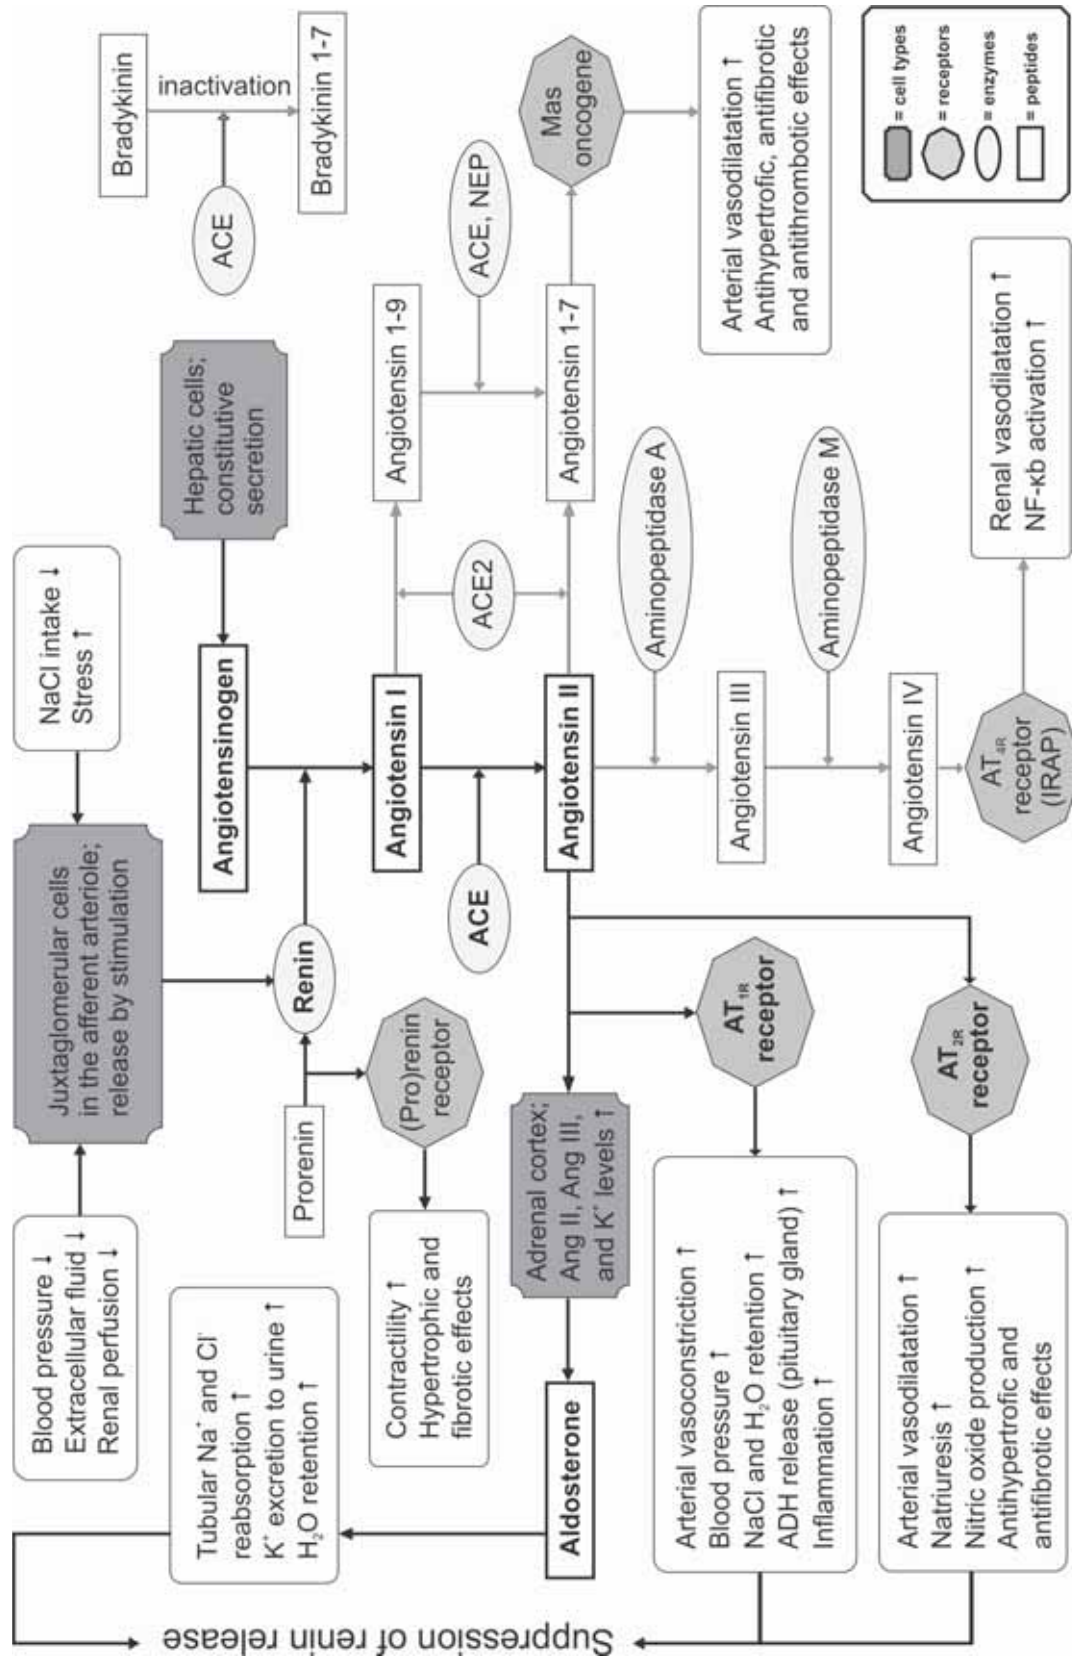 Blood pressure ↓
Extracellular fluid ↓
Renal perfusion ↓
Juxtaglomerular cells
in the afferent arteriole;
release by stimulation
NaCl intake ↓
Stress ↑
Bradykinin
inactivation
ACE
Bradykinin 1-7
Hepatic cells;
constitutive
secretion
Angiotensinogen
Tubular Na⁺ and Cl⁻
reabsorption ↑
K⁺ excretion to urine ↑
H₂O retention ↑
Prorenin
Renin
(Pro)renin
receptor
Contractility ↑
Hypertrophic and
fibrotic effects
Angiotensin I
Angiotensin 1-9
ACE
ACE2
ACE, NEP
Aldosterone
Adrenal cortex;
Ang II, Ang III,
and K⁺ levels ↑
Angiotensin II
Angiotensin 1-7
Mas
oncogene
Arterial vasodilatation ↑
Antihypertrofic, antifibrotic
and antithrombotic effects
Aminopeptidase A
Angiotensin III
Aminopeptidase M
Angiotensin IV
AT4R
receptor
(IRAP)
Renal vasodilatation ↑
NF-κb activation ↑
AT1R
receptor
Arterial vasoconstriction ↑
Blood pressure ↑
NaCl and H₂O retention ↑
ADH release (pituitary gland) ↑
Inflammation ↑
AT2R
receptor
Arterial vasodilatation ↑
Natriuresis ↑
Nitric oxide production ↑
Antihypertrofic and
antifibrotic effects
Suppression of renin release
= cell types
= receptors
= enzymes
= peptides